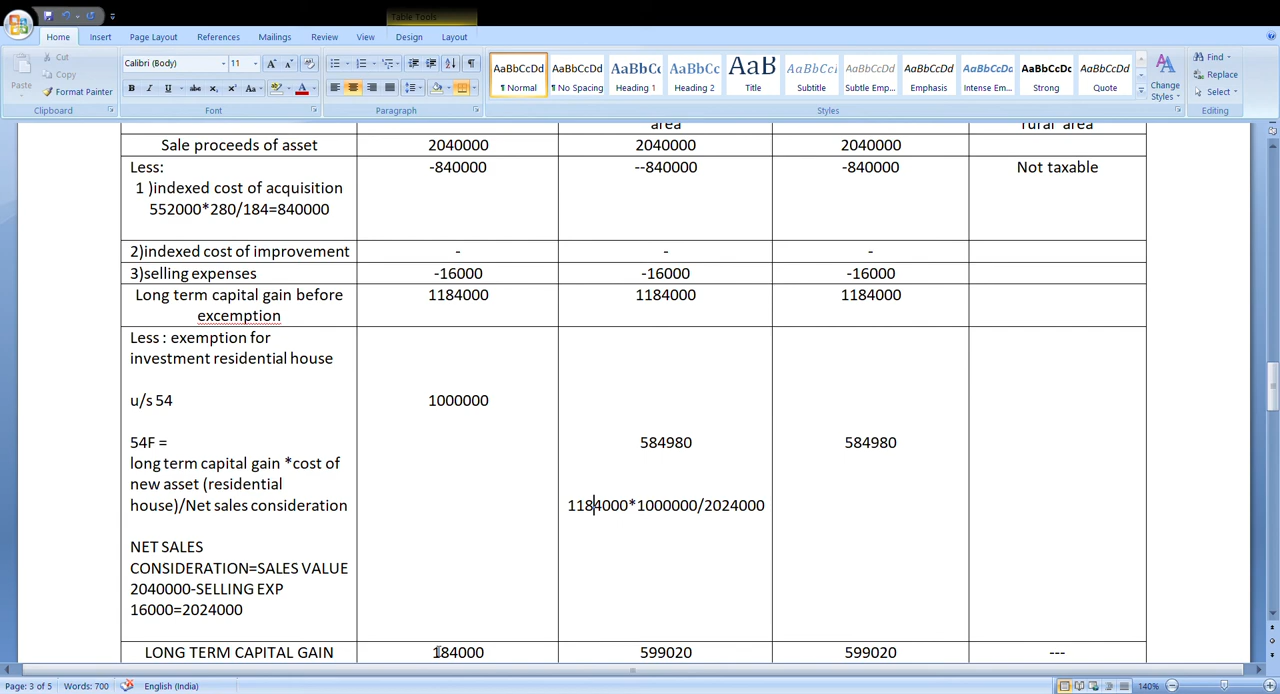 Table Tools
Home Insert Page Layout References Mailings Review View Design Layout
Paste
Cut
Copy
Format Painter
Clipboard
Calibri (Body) 11
B I U abe X₂ X² Aa
Font
Paragraph
AaBbCcDd AaBbCcDd AaBbCc AaBbCc AaB AaBbCcI AaBbCcDd AaBbCcDd AaBbCcDd AaBbCcDd AaBbCcDd
¶ Normal ¶ No Spacing Heading 1 Heading 2 Title Subtitle Subtle Emp... Emphasis Intense Em... Strong Quote
Change
Styles
Styles
Find
Replace
Select
Editing
area rural area
Sale proceeds of asset 2040000 2040000 2040000
Less: -840000 --840000 -840000 Not taxable
1 )indexed cost of acquisition
552000*280/184=840000
2)indexed cost of improvement - - -
3)selling expenses -16000 -16000 -16000
Long term capital gain before 1184000 1184000 1184000
excemption
Less : exemption for
investment residential house
u/s 54 1000000
54F = 584980 584980
long term capital gain *cost of
new asset (residential
house)/Net sales consideration 1184000*1000000/2024000
NET SALES
CONSIDERATION=SALES VALUE
2040000-SELLING EXP
16000=2024000
LONG TERM CAPITAL GAIN 184000 599020 599020 ---
Page: 3 of 5 Words: 700 English (India) 140%